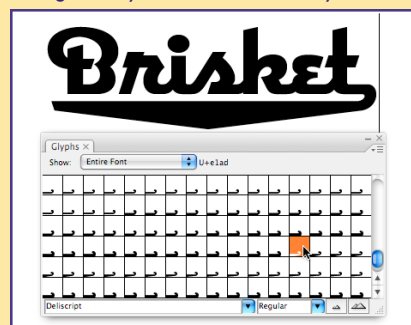 Brisket
Glyphs ×
Show: Entire Font U+e1ad
Deliscript Regular